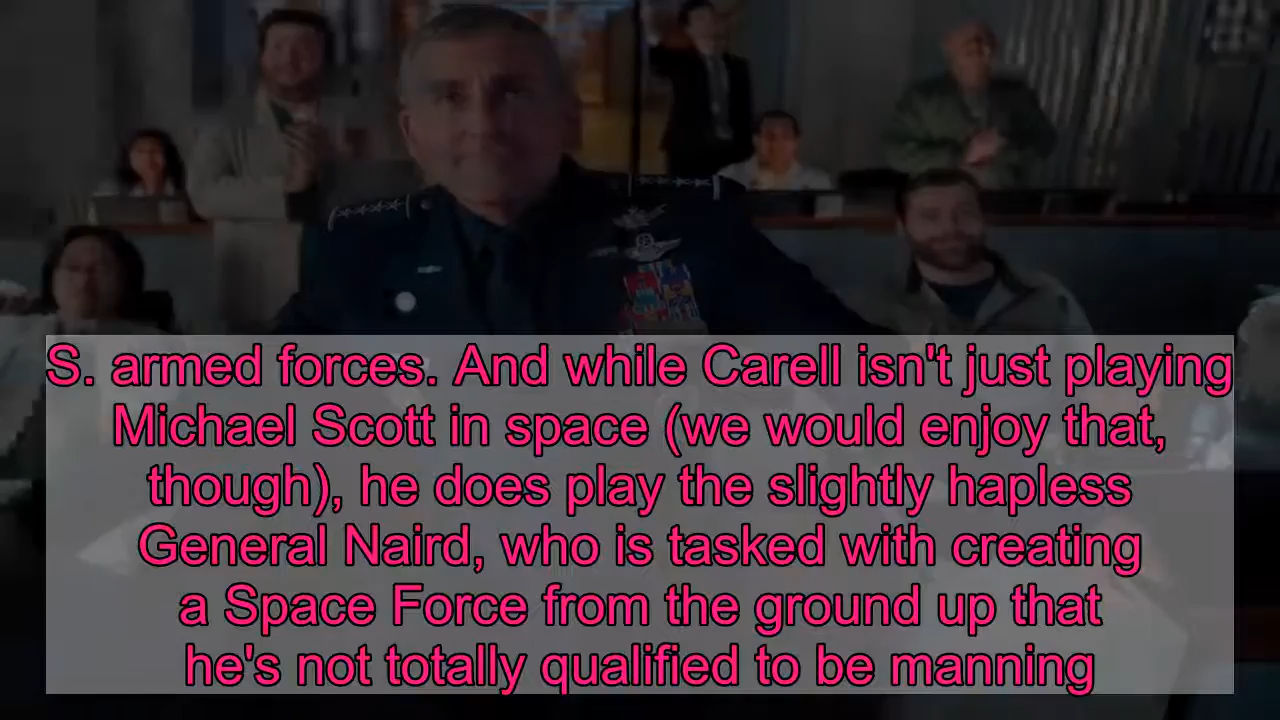 S. armed forces. And while Carell isn't just playing
Michael Scott in space (we would enjoy that,
though), he does play the slightly hapless
General Naird, who is tasked with creating
a Space Force from the ground up that
he's not totally qualified to be manning